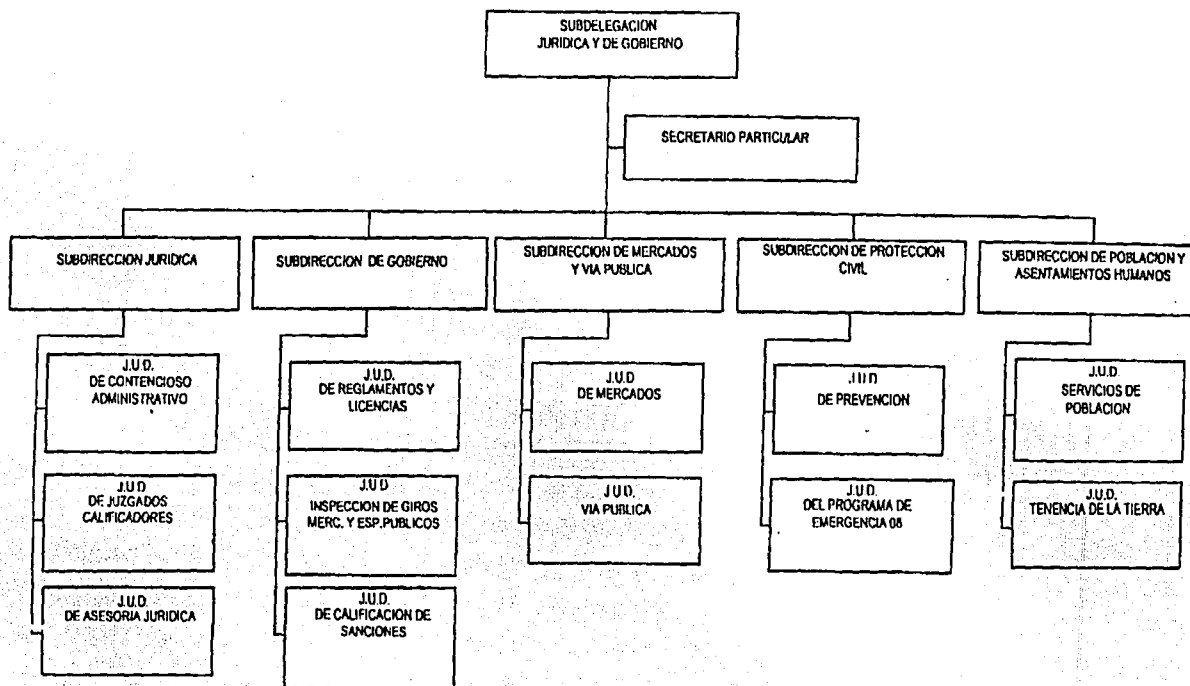 SUBDELEGACION
JURIDICA Y DE GOBIERNO
SECRETARIO PARTICULAR
SUBDIRECCION JURIDICA
SUBDIRECCION DE GOBIERNO
SUBDIRECCION DE MERCADOS
Y VIA PUBLICA
SUBDIRECCION DE PROTECCION
CIVIL
SUBDIRECCION DE POBLACION Y
ASENTAMIENTOS HUMANOS
J.U.D.
DE CONTENCIOSO
ADMINISTRATIVO
J.U.D.
DE REGLAMENTOS Y
LICENCIAS
J.U.D
DE MERCADOS
J.U.D
DE PREVENCION
J.U.D.
SERVICIOS DE
POBLACION
J.U.D
DE JUZGADOS
CALIFICADORES
J.U.D
INSPECCION DE GIROS
MERC. Y ESP.PUBLICOS
J.U.D.
VIA PUBLICA
J.U.D.
DEL PROGRAMA DE
EMERGENCIA 08
J.U.D.
TENENCIA DE LA TIERRA
J.U.D.
DE ASESORIA JURIDICA
J.U.D.
DE CALIFICACION DE
SANCIONES